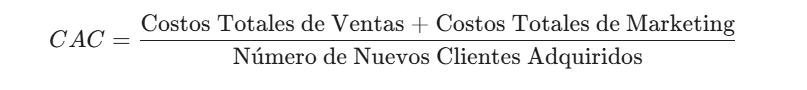 CAC = Costos Totales de Ventas + Costos Totales de Marketing
Número de Nuevos Clientes Adquiridos